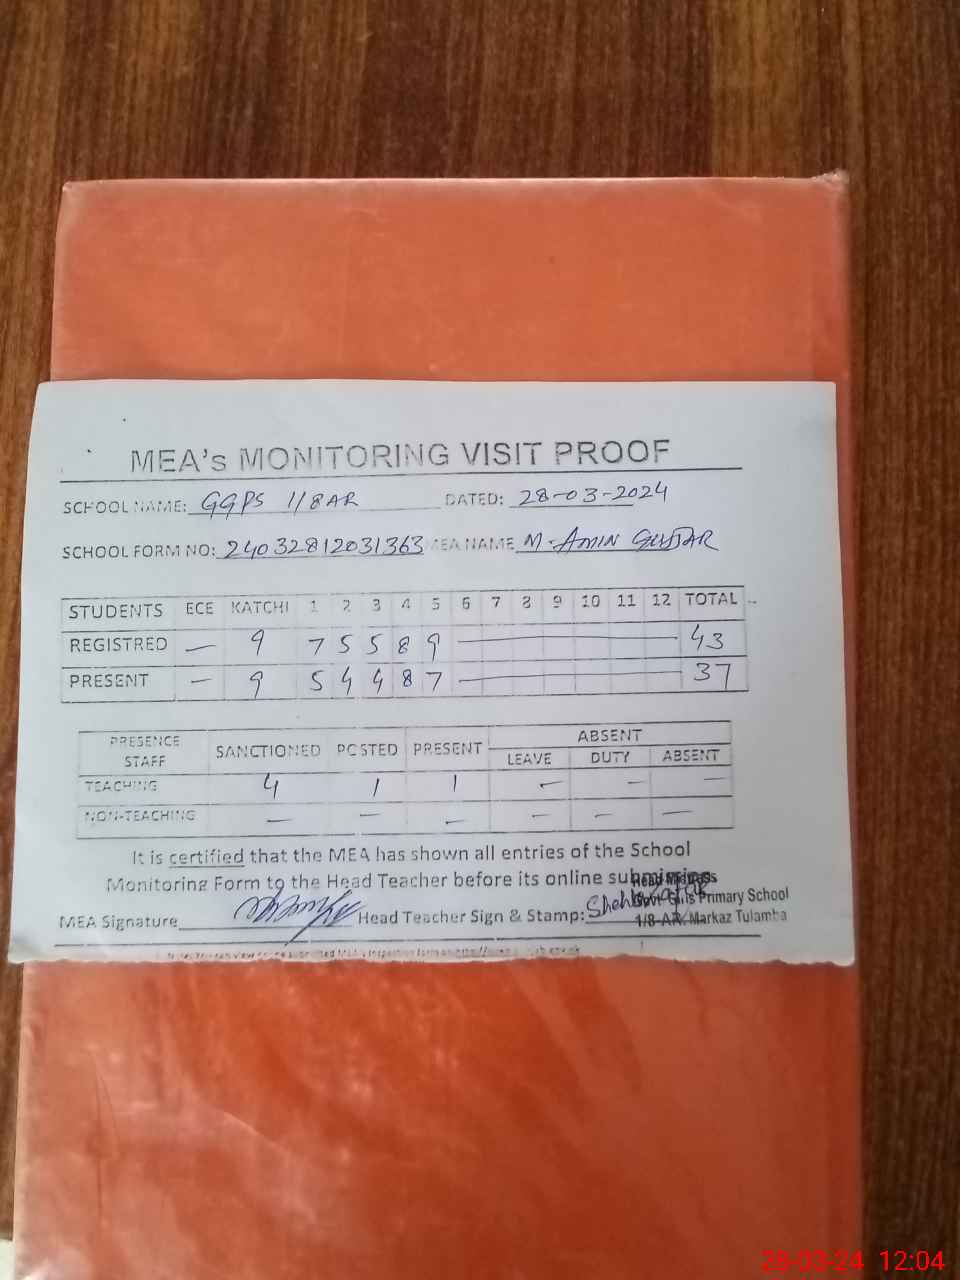 MEA's MONITORING VISIT PROOF
SCHOOL NAME: GGPS 1/8AR DATED: 28-03-2024
SCHOOL FORM NO: 24032812031363 MEA NAME M-AMIN GUJJAR
STUDENTS ECE KATCHI 1 2 3 4 5 6 7 8 9 10 11 12 TOTAL
REGISTRED — 9 7 5 5 8 9 — 43
PRESENT — 9 5 4 4 8 7 — 37
PRESENCE STAFF SANCTIONED POSTED PRESENT ABSENT
LEAVE DUTY ABSENT
TEACHING 4 1 1 — — —
NON-TEACHING — — — — — —
It is certified that the MEA has shown all entries of the School
Monitoring Form to the Head Teacher before its online submission
MEA Signature Head Teacher Sign & Stamp:
Govt. Girls Primary School
1/8-A.R. Markaz Tulamba
28-03-24 12:04